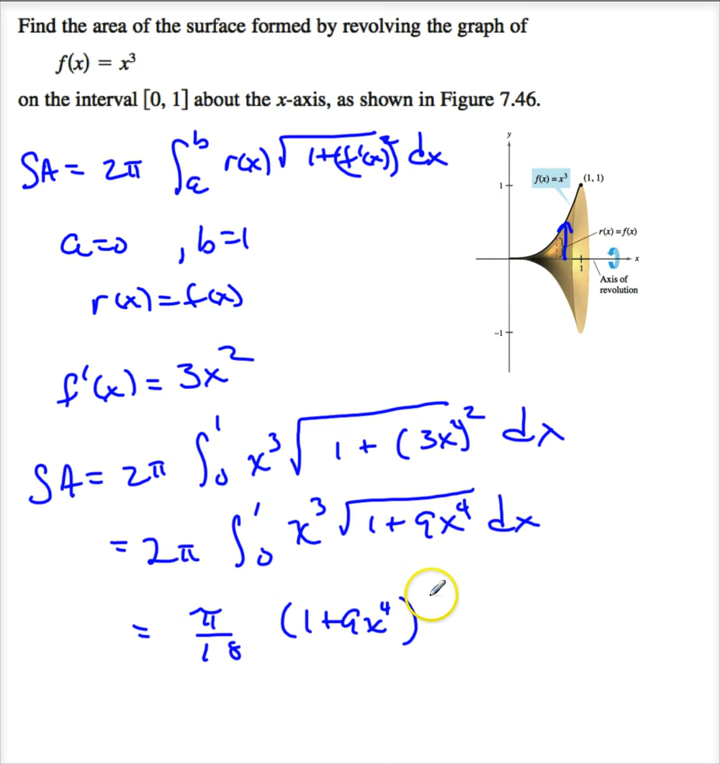 Find the area of the surface formed by revolving the graph of
f(x) = x³
on the interval [0, 1] about the x-axis, as shown in Figure 7.46.
SA = 2π ∫ₐᵇ r(x) √(1+(f'(x))²) dx
a=0 , b=1
r(x) = f(x)
f'(x) = 3x²
SA = 2π ∫₀¹ x³ √(1 + (3x²)²) dx
= 2π ∫₀¹ x³ √(1+9x⁴) dx
= π/18 (1+9x⁴)
y
f(x) = x³
(1, 1)
1
r(x) = f(x)
x
1
Axis of
revolution
−1